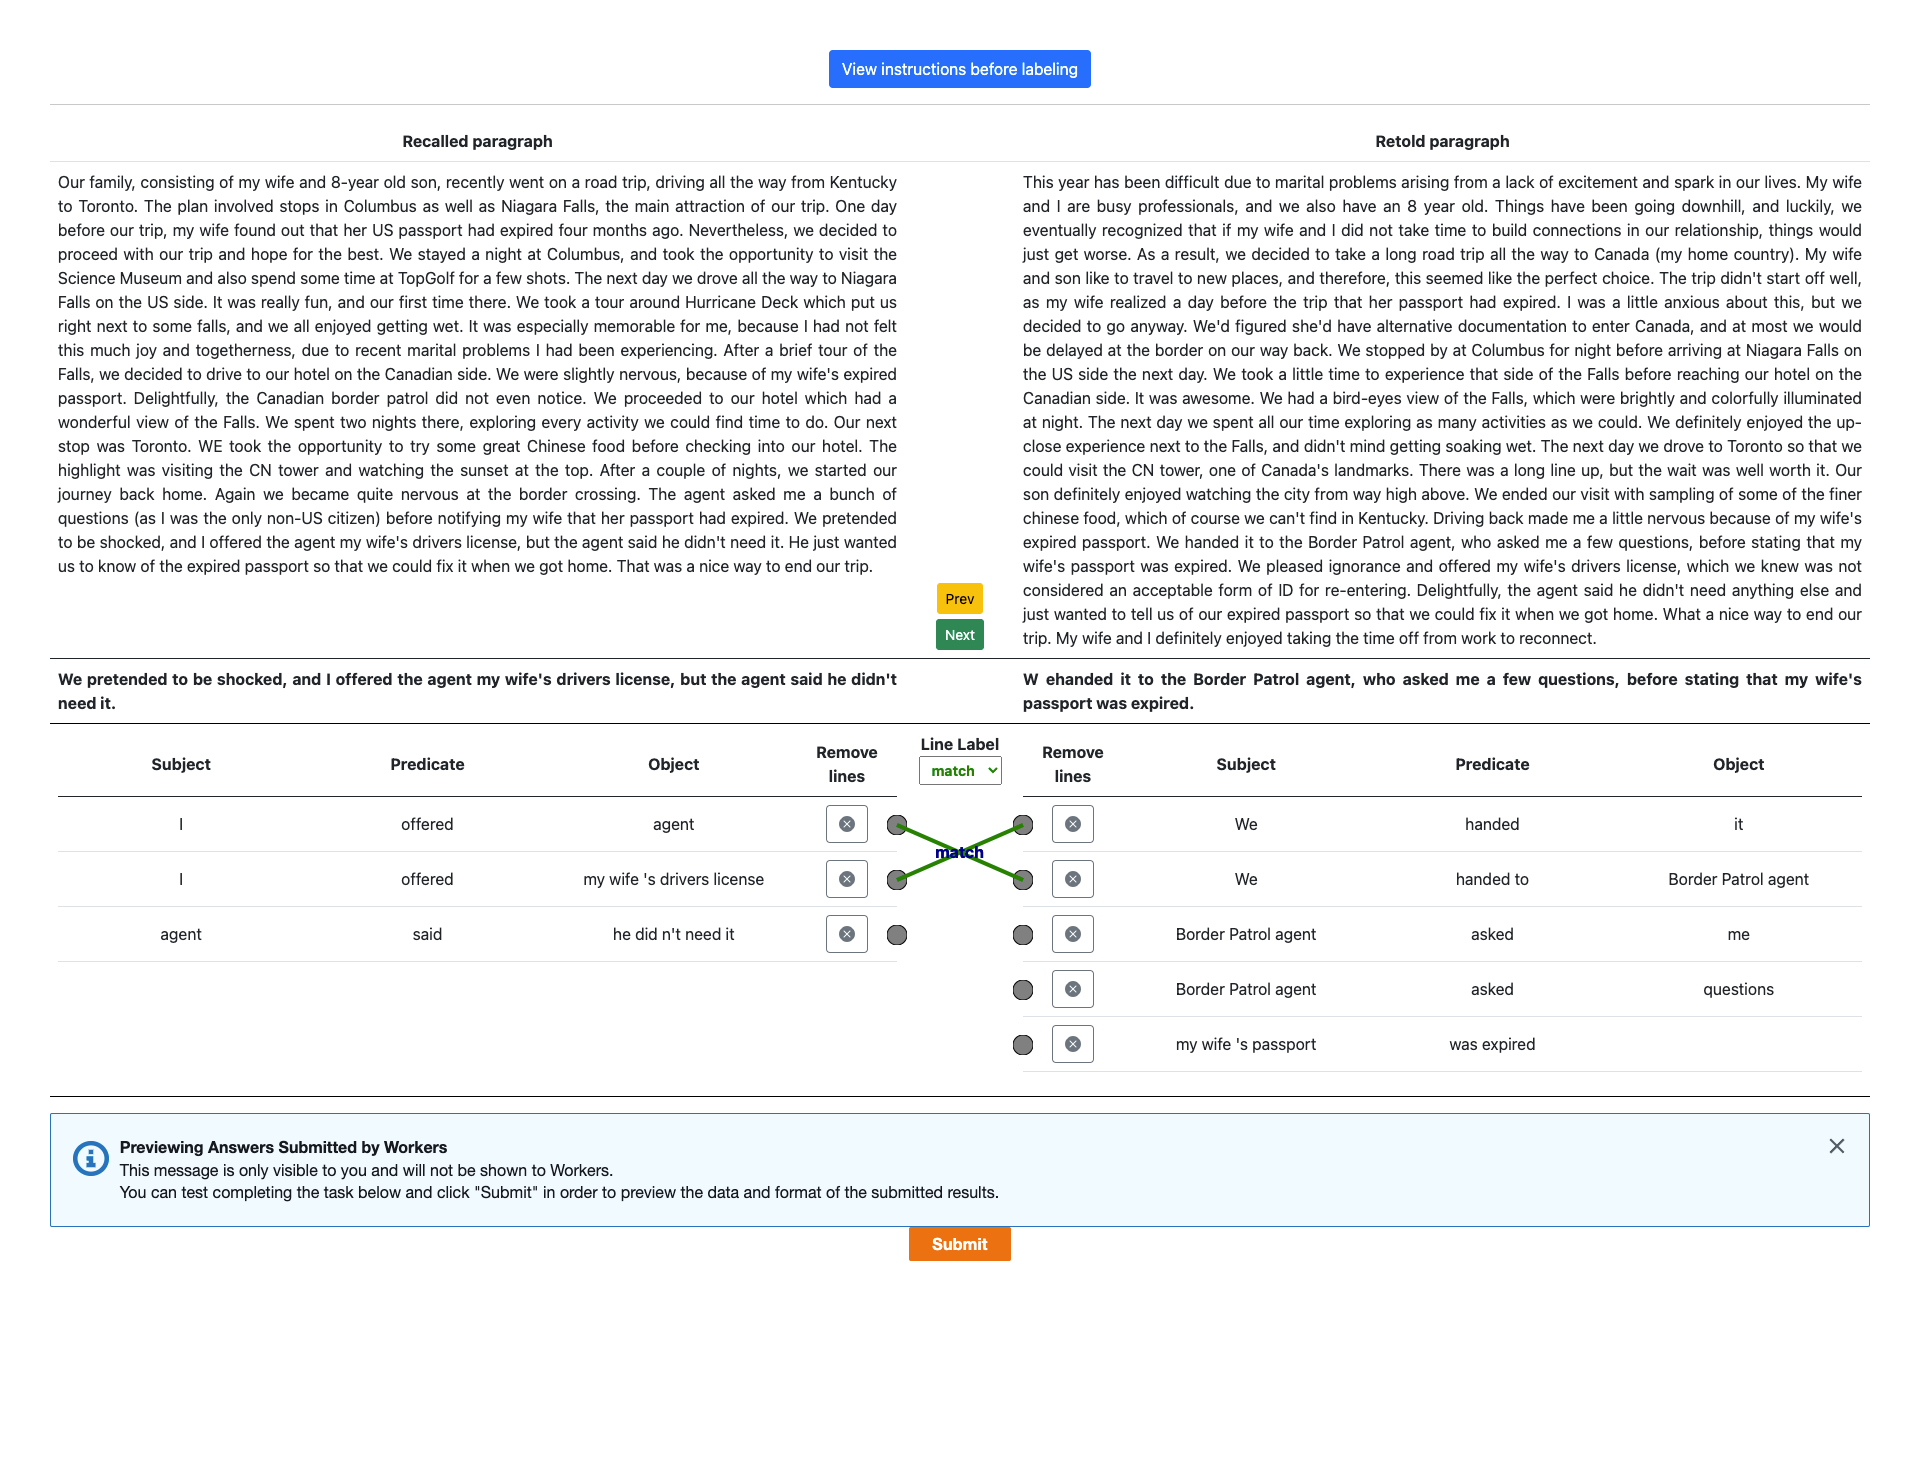 View instructions before labeling
Recalled paragraph
Our family, consisting of my wife and 8-year old son, recently went on a road trip, driving all the way from Kentucky
to Toronto. The plan involved stops in Columbus as well as Niagara Falls, the main attraction of our trip. One day
before our trip, my wife found out that her US passport had expired four months ago. Nevertheless, we decided to
proceed with our trip and hope for the best. We stayed a night at Columbus, and took the opportunity to visit the
Science Museum and also spend some time at TopGolf for a few shots. The next day we drove all the way to Niagara
Falls on the US side. It was really fun, and our first time there. We took a tour around Hurricane Deck which put us
right next to some falls, and we all enjoyed getting wet. It was especially memorable for me, because I had not felt
this much joy and togetherness, due to recent marital problems I had been experiencing. After a brief tour of the
Falls, we decided to drive to our hotel on the Canadian side. We were slightly nervous, because of my wife's expired
passport. Delightfully, the Canadian border patrol did not even notice. We proceeded to our hotel which had a
wonderful view of the Falls. We spent two nights there, exploring every activity we could find time to do. Our next
stop was Toronto. WE took the opportunity to try some great Chinese food before checking into our hotel. The
highlight was visiting the CN tower and watching the sunset at the top. After a couple of nights, we started our
journey back home. Again we became quite nervous at the border crossing. The agent asked me a bunch of
questions (as I was the only non-US citizen) before notifying my wife that her passport had expired. We pretended
to be shocked, and I offered the agent my wife's drivers license, but the agent said he didn't need it. He just wanted
us to know of the expired passport so that we could fix it when we got home. That was a nice way to end our trip.
Prev
Next
Retold paragraph
This year has been difficult due to marital problems arising from a lack of excitement and spark in our lives. My wife
and I are busy professionals, and we also have an 8 year old. Things have been going downhill, and luckily, we
eventually recognized that if my wife and I did not take time to build connections in our relationship, things would
just get worse. As a result, we decided to take a long road trip all the way to Canada (my home country). My wife
and son like to travel to new places, and therefore, this seemed like the perfect choice. The trip didn't start off well,
as my wife realized a day before the trip that her passport had expired. I was a little anxious about this, but we
decided to go anyway. We'd figured she'd have alternative documentation to enter Canada, and at most we would
be delayed at the border on our way back. We stopped by at Columbus for night before arriving at Niagara Falls on
the US side the next day. We took a little time to experience that side of the Falls before reaching our hotel on the
Canadian side. It was awesome. We had a bird-eyes view of the Falls, which were brightly and colorfully illuminated
at night. The next day we spent all our time exploring as many activities as we could. We definitely enjoyed the up-
close experience next to the Falls, and didn't mind getting soaking wet. The next day we drove to Toronto so that we
could visit the CN tower, one of Canada's landmarks. There was a long line up, but the wait was well worth it. Our
son definitely enjoyed watching the city from way high above. We ended our visit with sampling of some of the finer
chinese food, which of course we can't find in Kentucky. Driving back made me a little nervous because of my wife's
expired passport. We handed it to the Border Patrol agent, who asked me a few questions, before stating that my
wife's passport was expired. We pleased ignorance and offered my wife's drivers license, which we knew was not
considered an acceptable form of ID for re-entering. Delightfully, the agent said he didn't need anything else and
just wanted to tell us of our expired passport so that we could fix it when we got home. What a nice way to end our
trip. My wife and I definitely enjoyed taking the time off from work to reconnect.
We pretended to be shocked, and I offered the agent my wife's drivers license, but the agent said he didn't
need it.
W ehanded it to the Border Patrol agent, who asked me a few questions, before stating that my wife's
passport was expired.
Subject Predicate Object Remove lines
Line Label
match
Remove lines Subject Predicate Object
I offered agent
We handed it
match
I offered my wife 's drivers license
We handed to Border Patrol agent
agent said he did n't need it
Border Patrol agent asked me
Border Patrol agent asked questions
my wife 's passport was expired
Previewing Answers Submitted by Workers
This message is only visible to you and will not be shown to Workers.
You can test completing the task below and click "Submit" in order to preview the data and format of the submitted results.
Submit